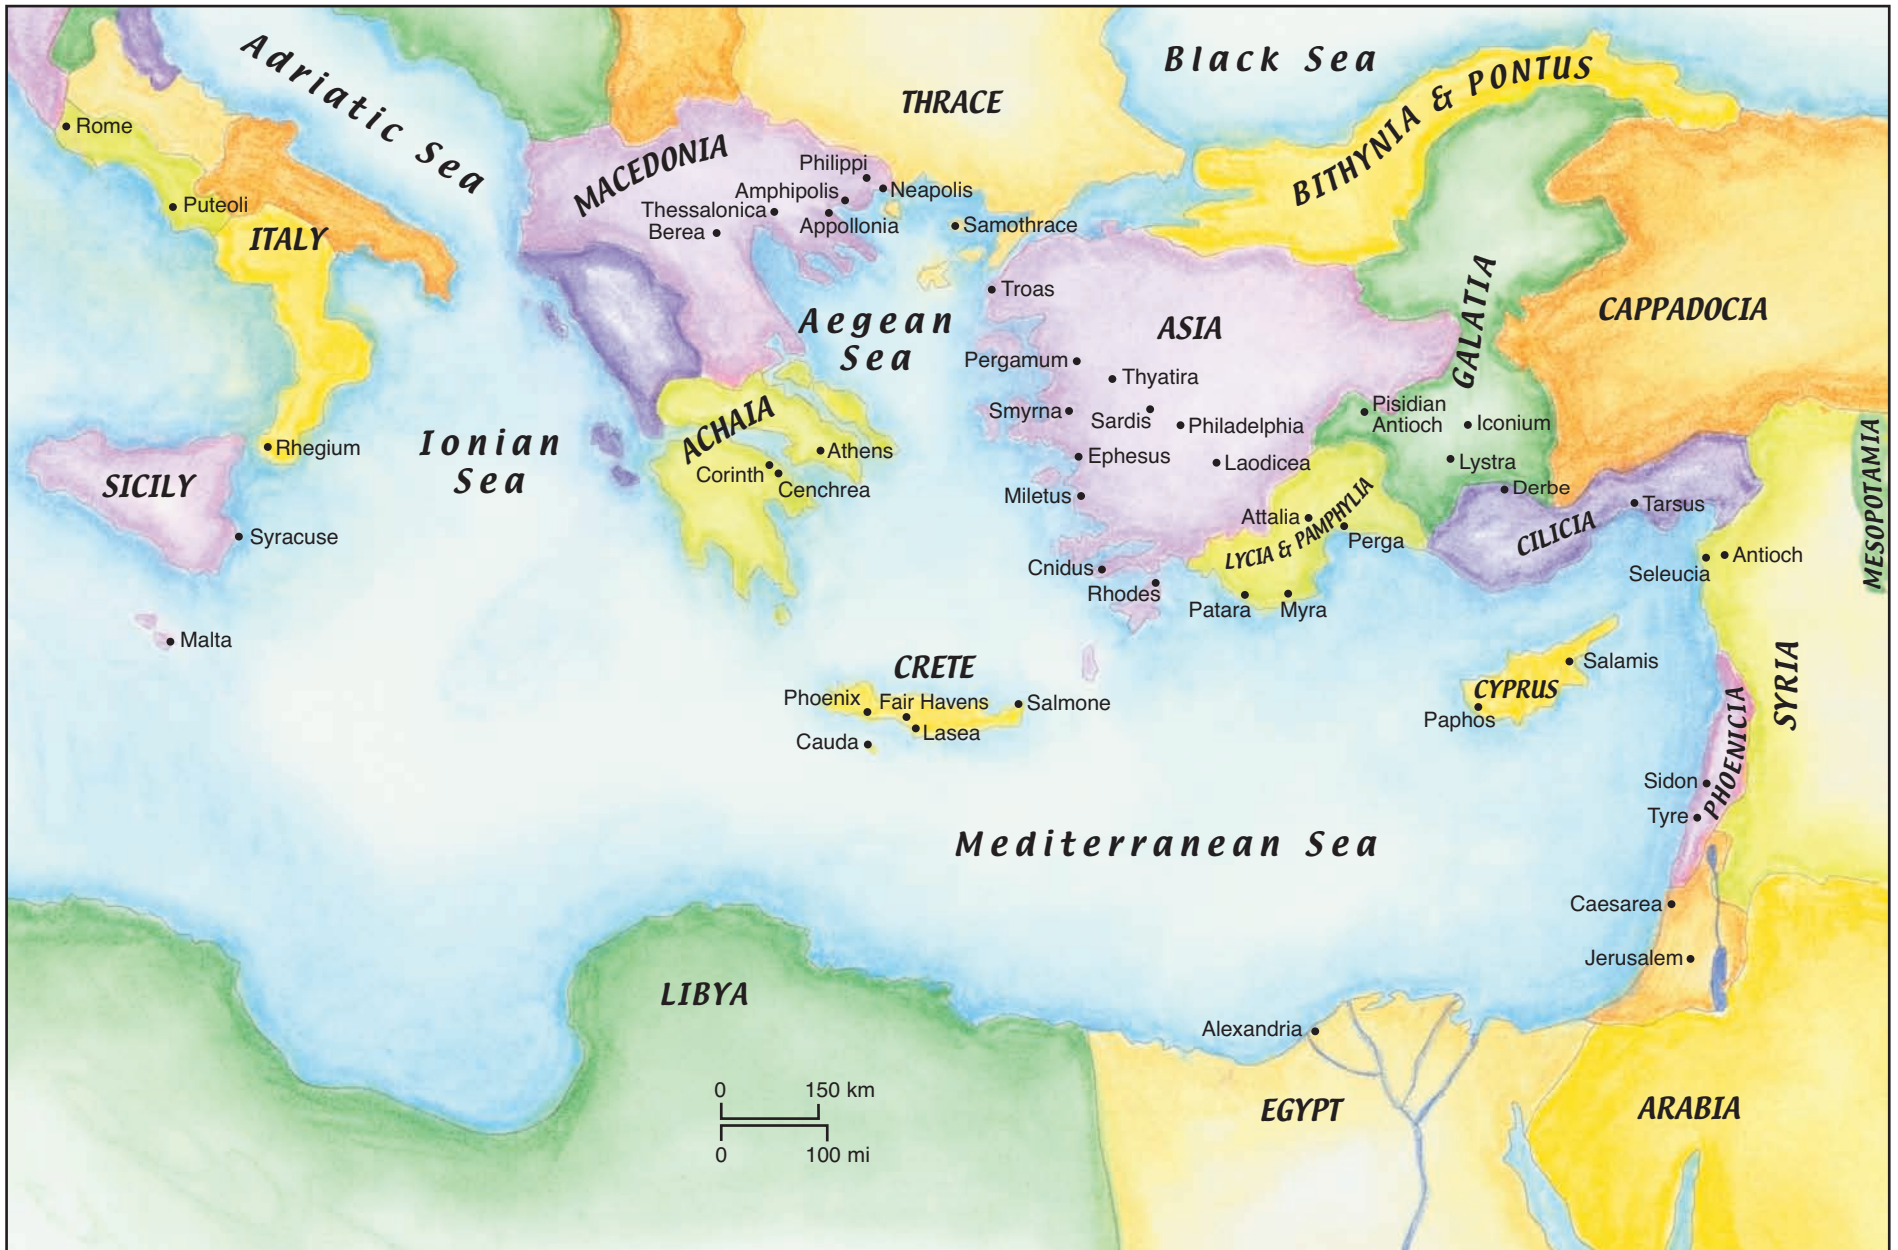 Adriatic Sea
Black Sea
THRACE
BITHYNIA & PONTUS
Rome
MACEDONIA
Philippi
Amphipolis
Neapolis
Thessalonica
Appollonia
Berea
Samothrace
Puteoli
ITALY
Troas
Aegean
Sea
ASIA
GALATIA
CAPPADOCIA
Pergamum
Thyatira
Smyrna
Sardis
Philadelphia
Pisidian
Antioch
Iconium
ACHAIA
Ionian
Sea
Athens
Corinth
Cenchrea
Ephesus
Laodicea
Lystra
Rhegium
SICILY
Miletus
Derbe
Tarsus
MESOPOTAMIA
Syracuse
Attalia
LYCIA & PAMPHYLIA
Perga
CILICIA
Seleucia
Antioch
Cnidus
Rhodes
Patara
Myra
Malta
CRETE
Phoenix
Fair Havens
Salmone
Lasea
Cauda
Salamis
CYPRUS
Paphos
SYRIA
PHOENICIA
Sidon
Tyre
Mediterranean Sea
Caesarea
Jerusalem
LIBYA
Alexandria
EGYPT
ARABIA
0 150 km
0 100 mi